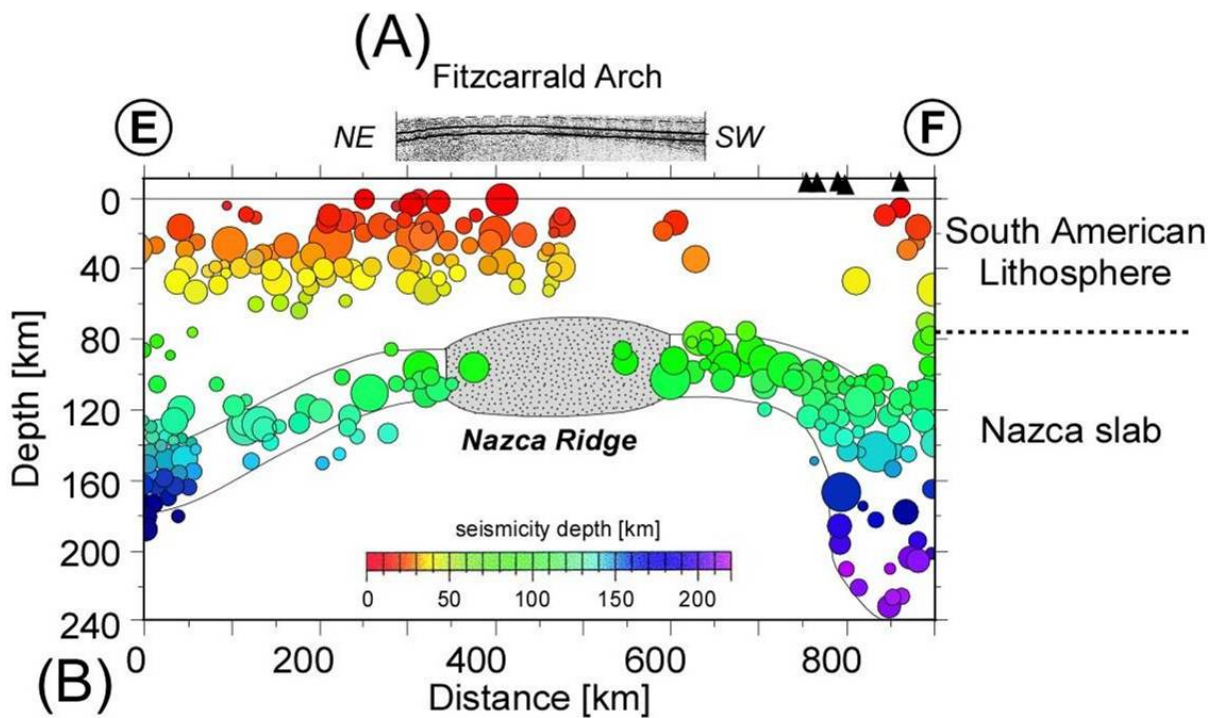 (A)
Fitzcarrald Arch
E
NE
SW
F
0
40
80
120
160
200
240
Depth [km]
South American
Lithosphere
Nazca Ridge
Nazca slab
seismicity depth [km]
0 50 100 150 200
0 200 400 600 800
Distance [km]
(B)